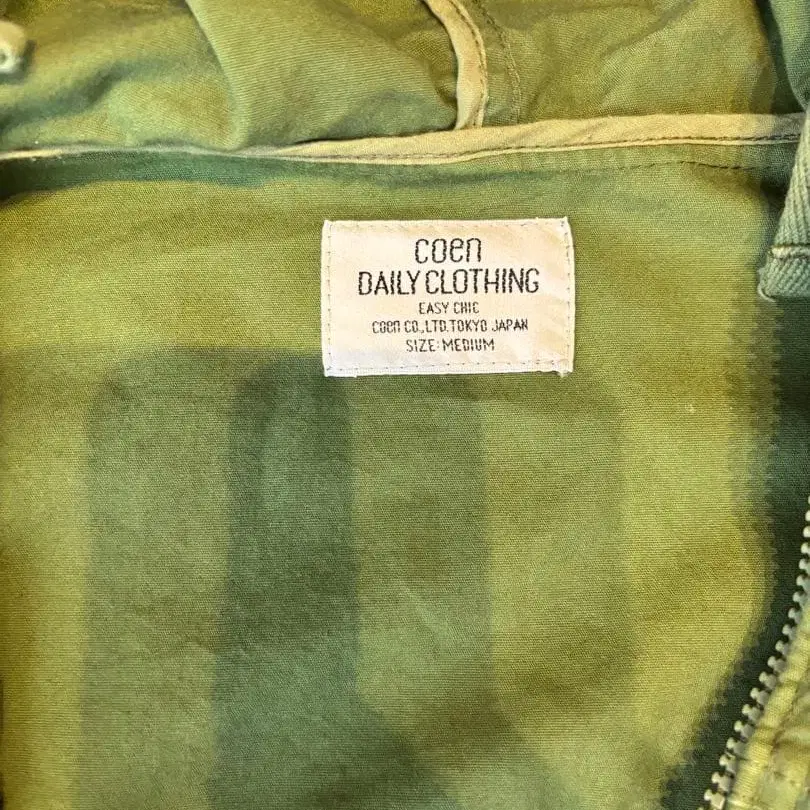 coen
DAILY CLOTHING
EASY CHIC
coen CO.,LTD.TOKYO JAPAN
SIZE:MEDIUM